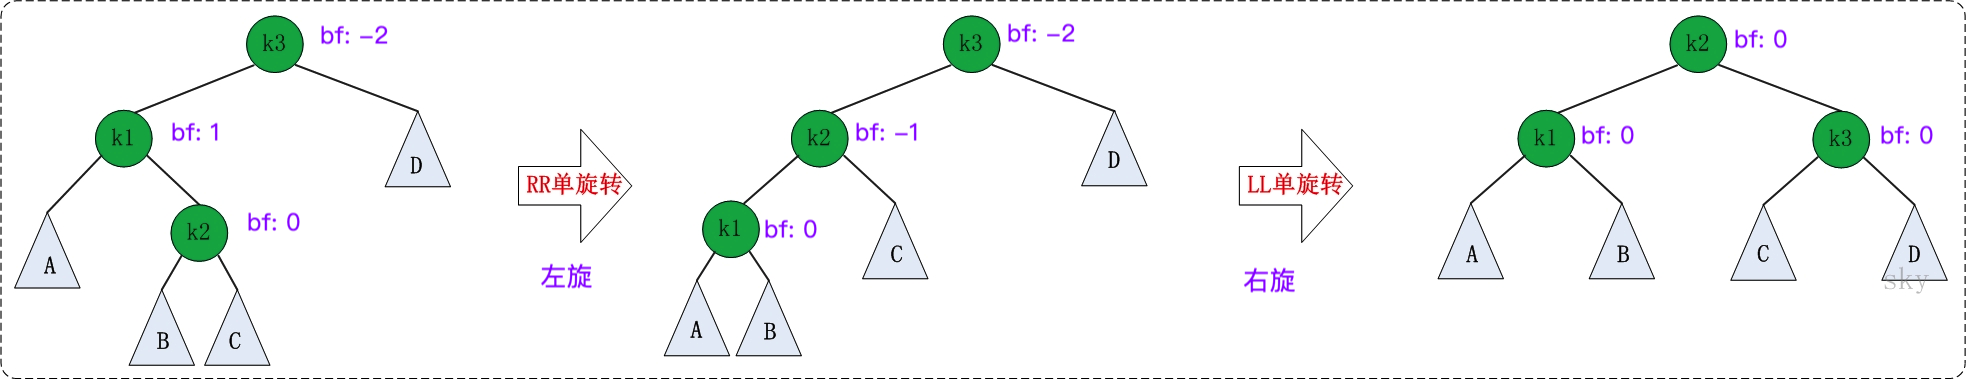 k3 bf: -2
k1 bf: 1
D
A
k2 bf: 0
B
C
RR单旋转
左旋
k3 bf: -2
k2 bf: -1
D
k1 bf: 0
C
A
B
LL单旋转
右旋
k2 bf: 0
k1 bf: 0
k3 bf: 0
A
B
C
D
sky